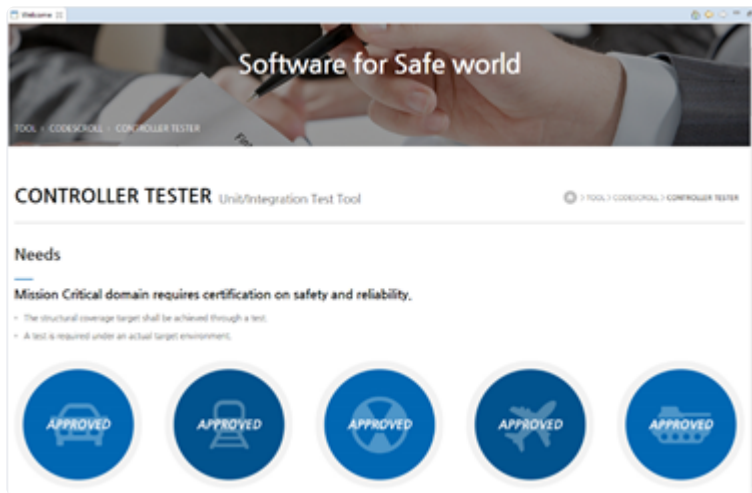 Welcome
Software for Safe world
TOOL > CODESCROLL > CONTROLLER TESTER
CONTROLLER TESTER Unit/Integration Test Tool
> TOOL > CODESCROLL > CONTROLLER TESTER
Needs
Mission Critical domain requires certification on safety and reliability.
- The structural coverage target shall be achieved through a test.
- A test is required under an actual target environment.
APPROVED APPROVED APPROVED APPROVED APPROVED